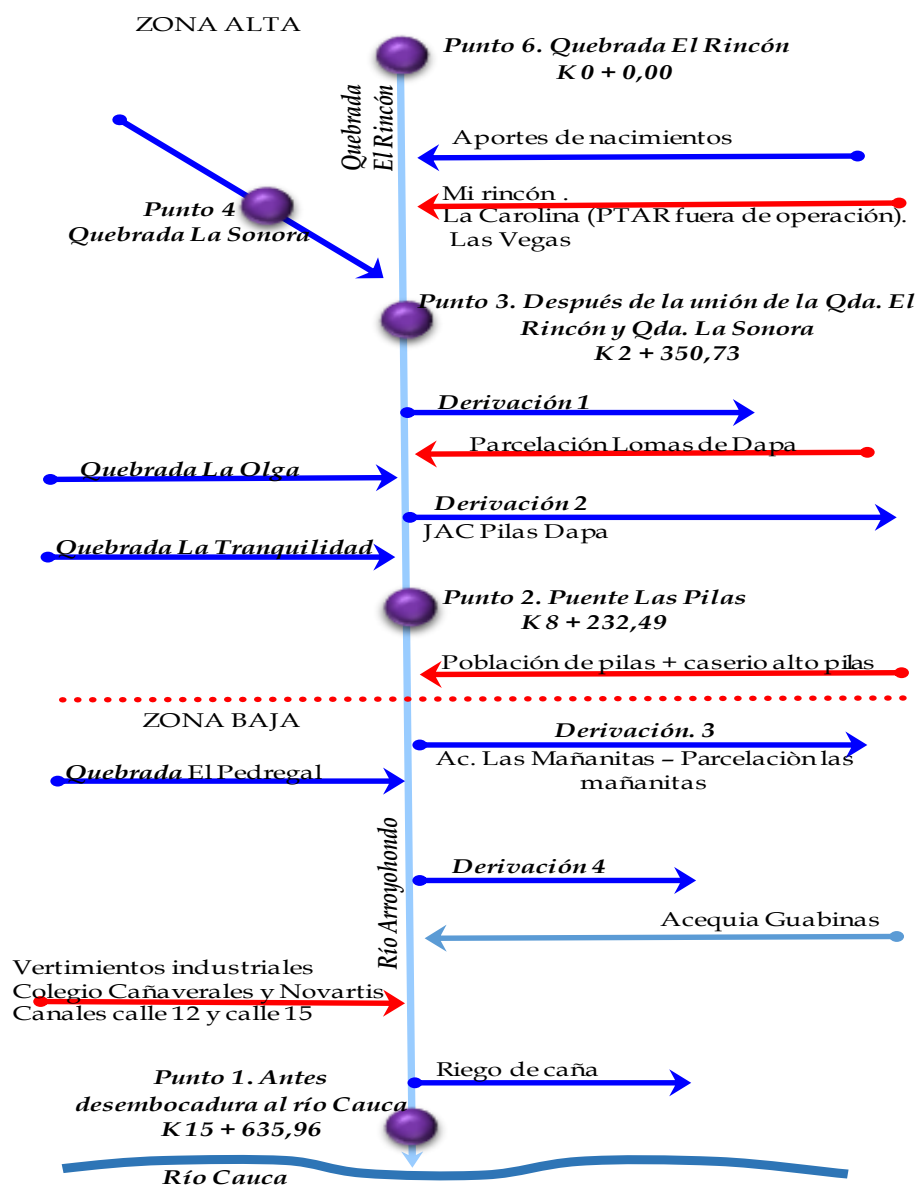 ZONA ALTA
Punto 6. Quebrada El Rincón
K 0 + 0,00
Quebrada
El Rincón
Aportes de nacimientos
Mi rincón .
La Carolina (PTAR fuera de operación).
Las Vegas
Punto 4
Quebrada La Sonora
Punto 3. Después de la unión de la Qda. El
Rincón y Qda. La Sonora
K 2 + 350,73
Derivación 1
Parcelación Lomas de Dapa
Quebrada La Olga
Derivación 2
JAC Pilas Dapa
Quebrada La Tranquilidad
Punto 2. Puente Las Pilas
K 8 + 232,49
Población de pilas + caserio alto pilas
ZONA BAJA
Derivación. 3
Ac. Las Mañanitas – Parcelaciòn las
mañanitas
Quebrada El Pedregal
Río Arroyohondo
Derivación 4
Acequia Guabinas
Vertimientos industriales
Colegio Cañaverales y Novartis
Canales calle 12 y calle 15
Riego de caña
Punto 1. Antes
desembocadura al río Cauca
K 15 + 635,96
Río Cauca